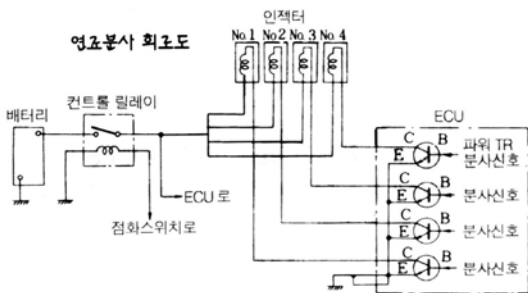 연료분사 회로도
인젝터
No.1 No.2 No.3 No.4
배터리
컨트롤 릴레이
ECU
C B 파워 TR
E 분사신호
C B
E 분사신호
C B
E 분사신호
C B
E 분사신호
ECU로
점화스위치로